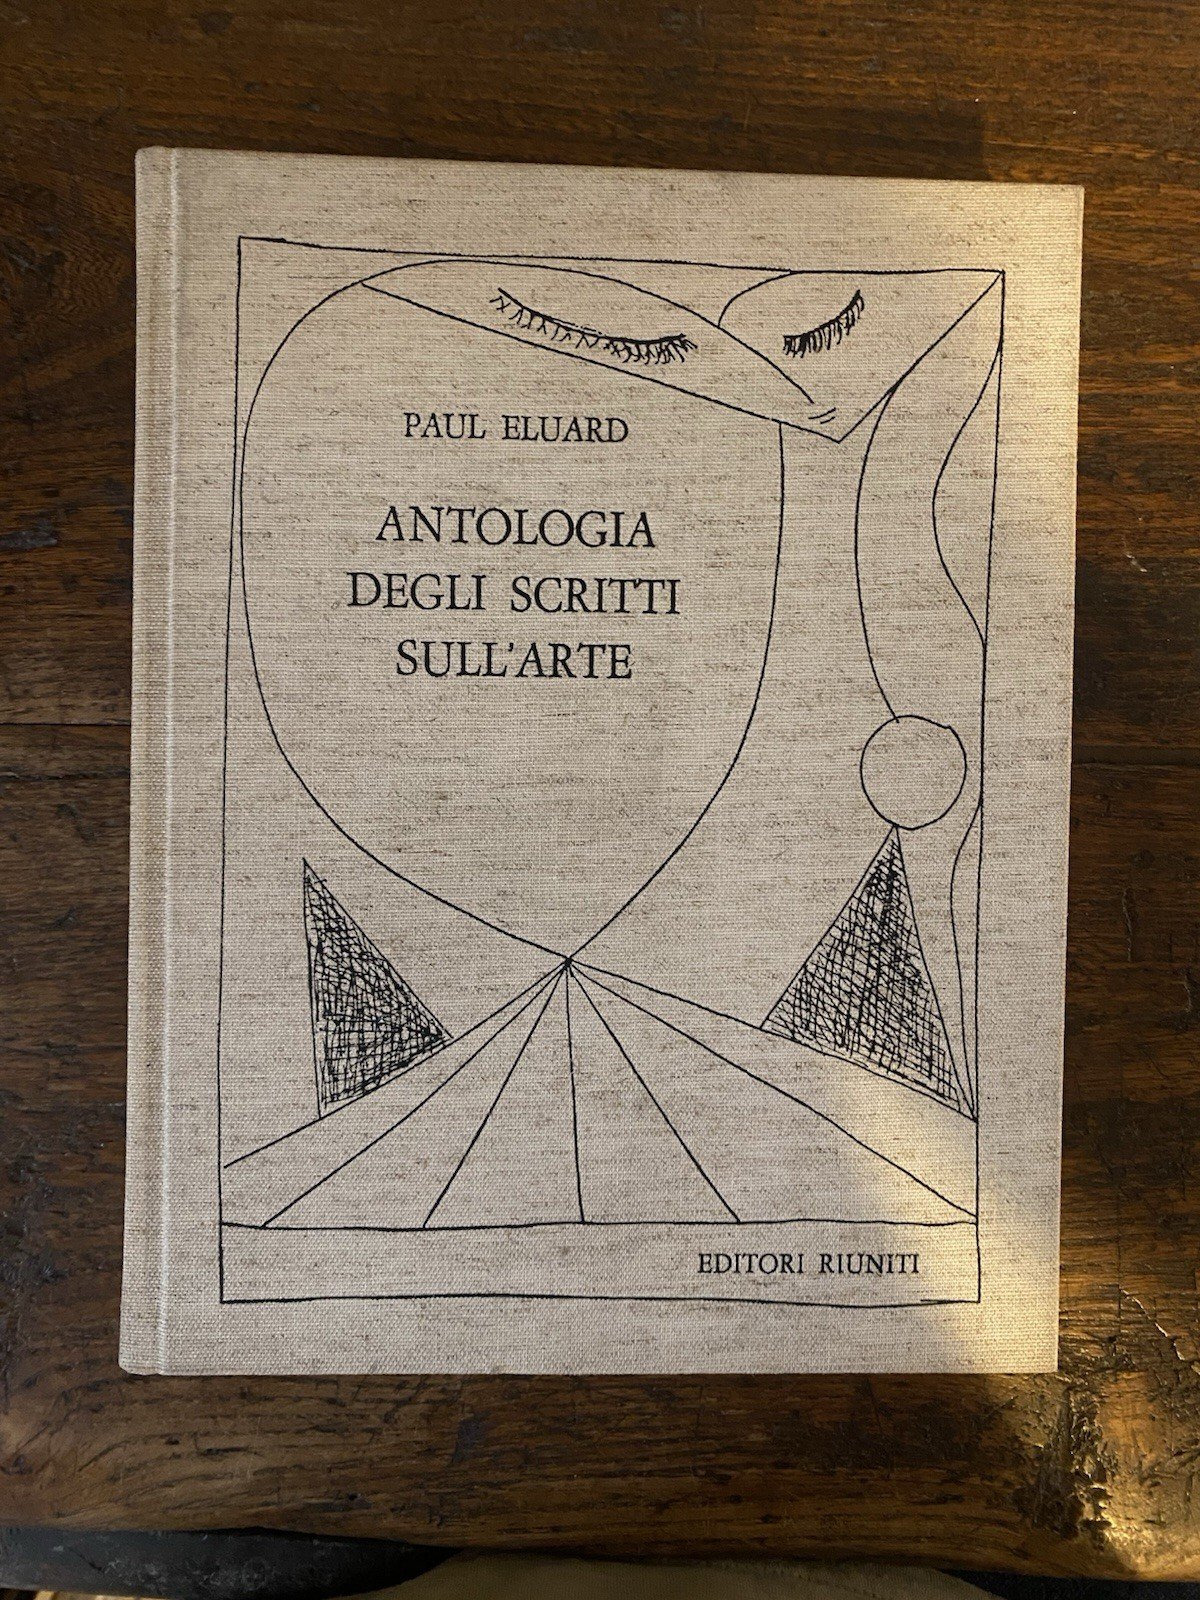 PAUL ELUARD
ANTOLOGIA
DEGLI SCRITTI
SULL'ARTE
EDITORI RIUNITI